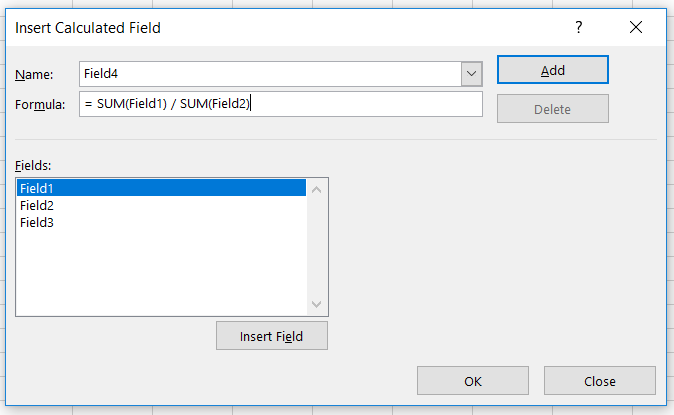 Insert Calculated Field
?
Name: Field4
Add
Formula: = SUM(Field1) / SUM(Field2)
Delete
Fields:
Field1
Field2
Field3
Insert Field
OK
Close